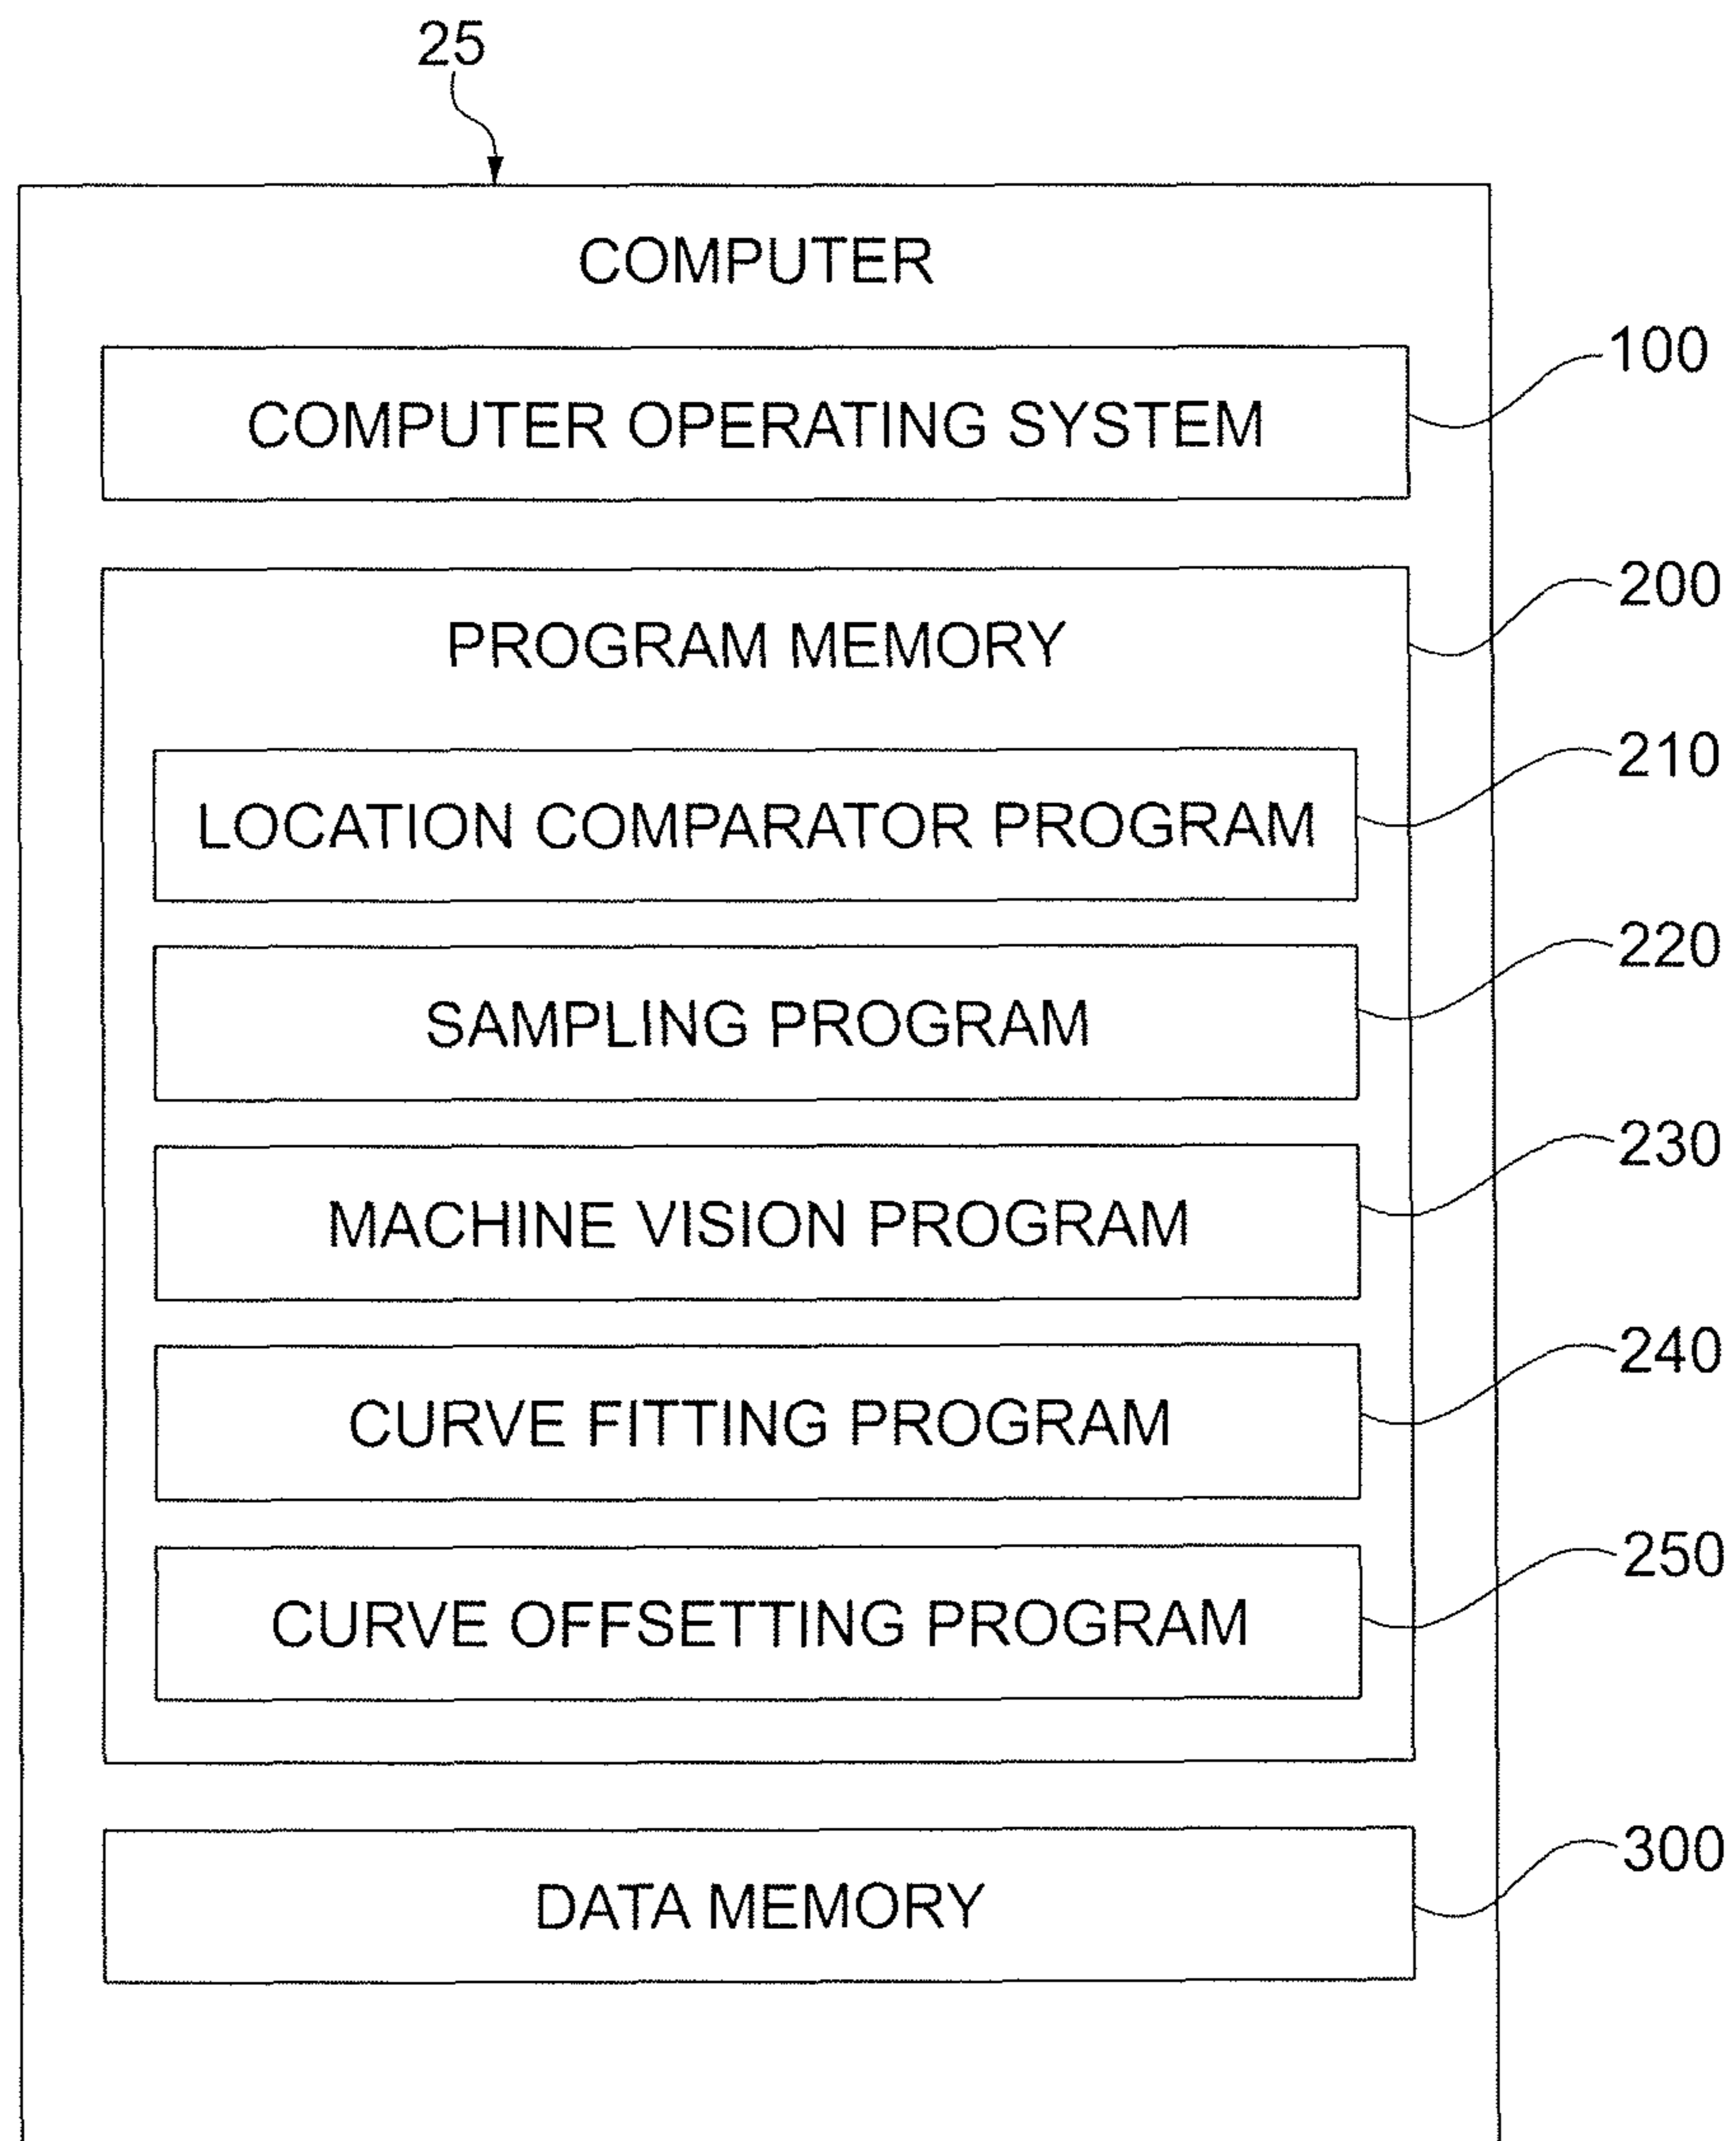 25
COMPUTER
COMPUTER OPERATING SYSTEM
100
PROGRAM MEMORY
200
LOCATION COMPARATOR PROGRAM
210
SAMPLING PROGRAM
220
MACHINE VISION PROGRAM
230
CURVE FITTING PROGRAM
240
CURVE OFFSETTING PROGRAM
250
DATA MEMORY
300